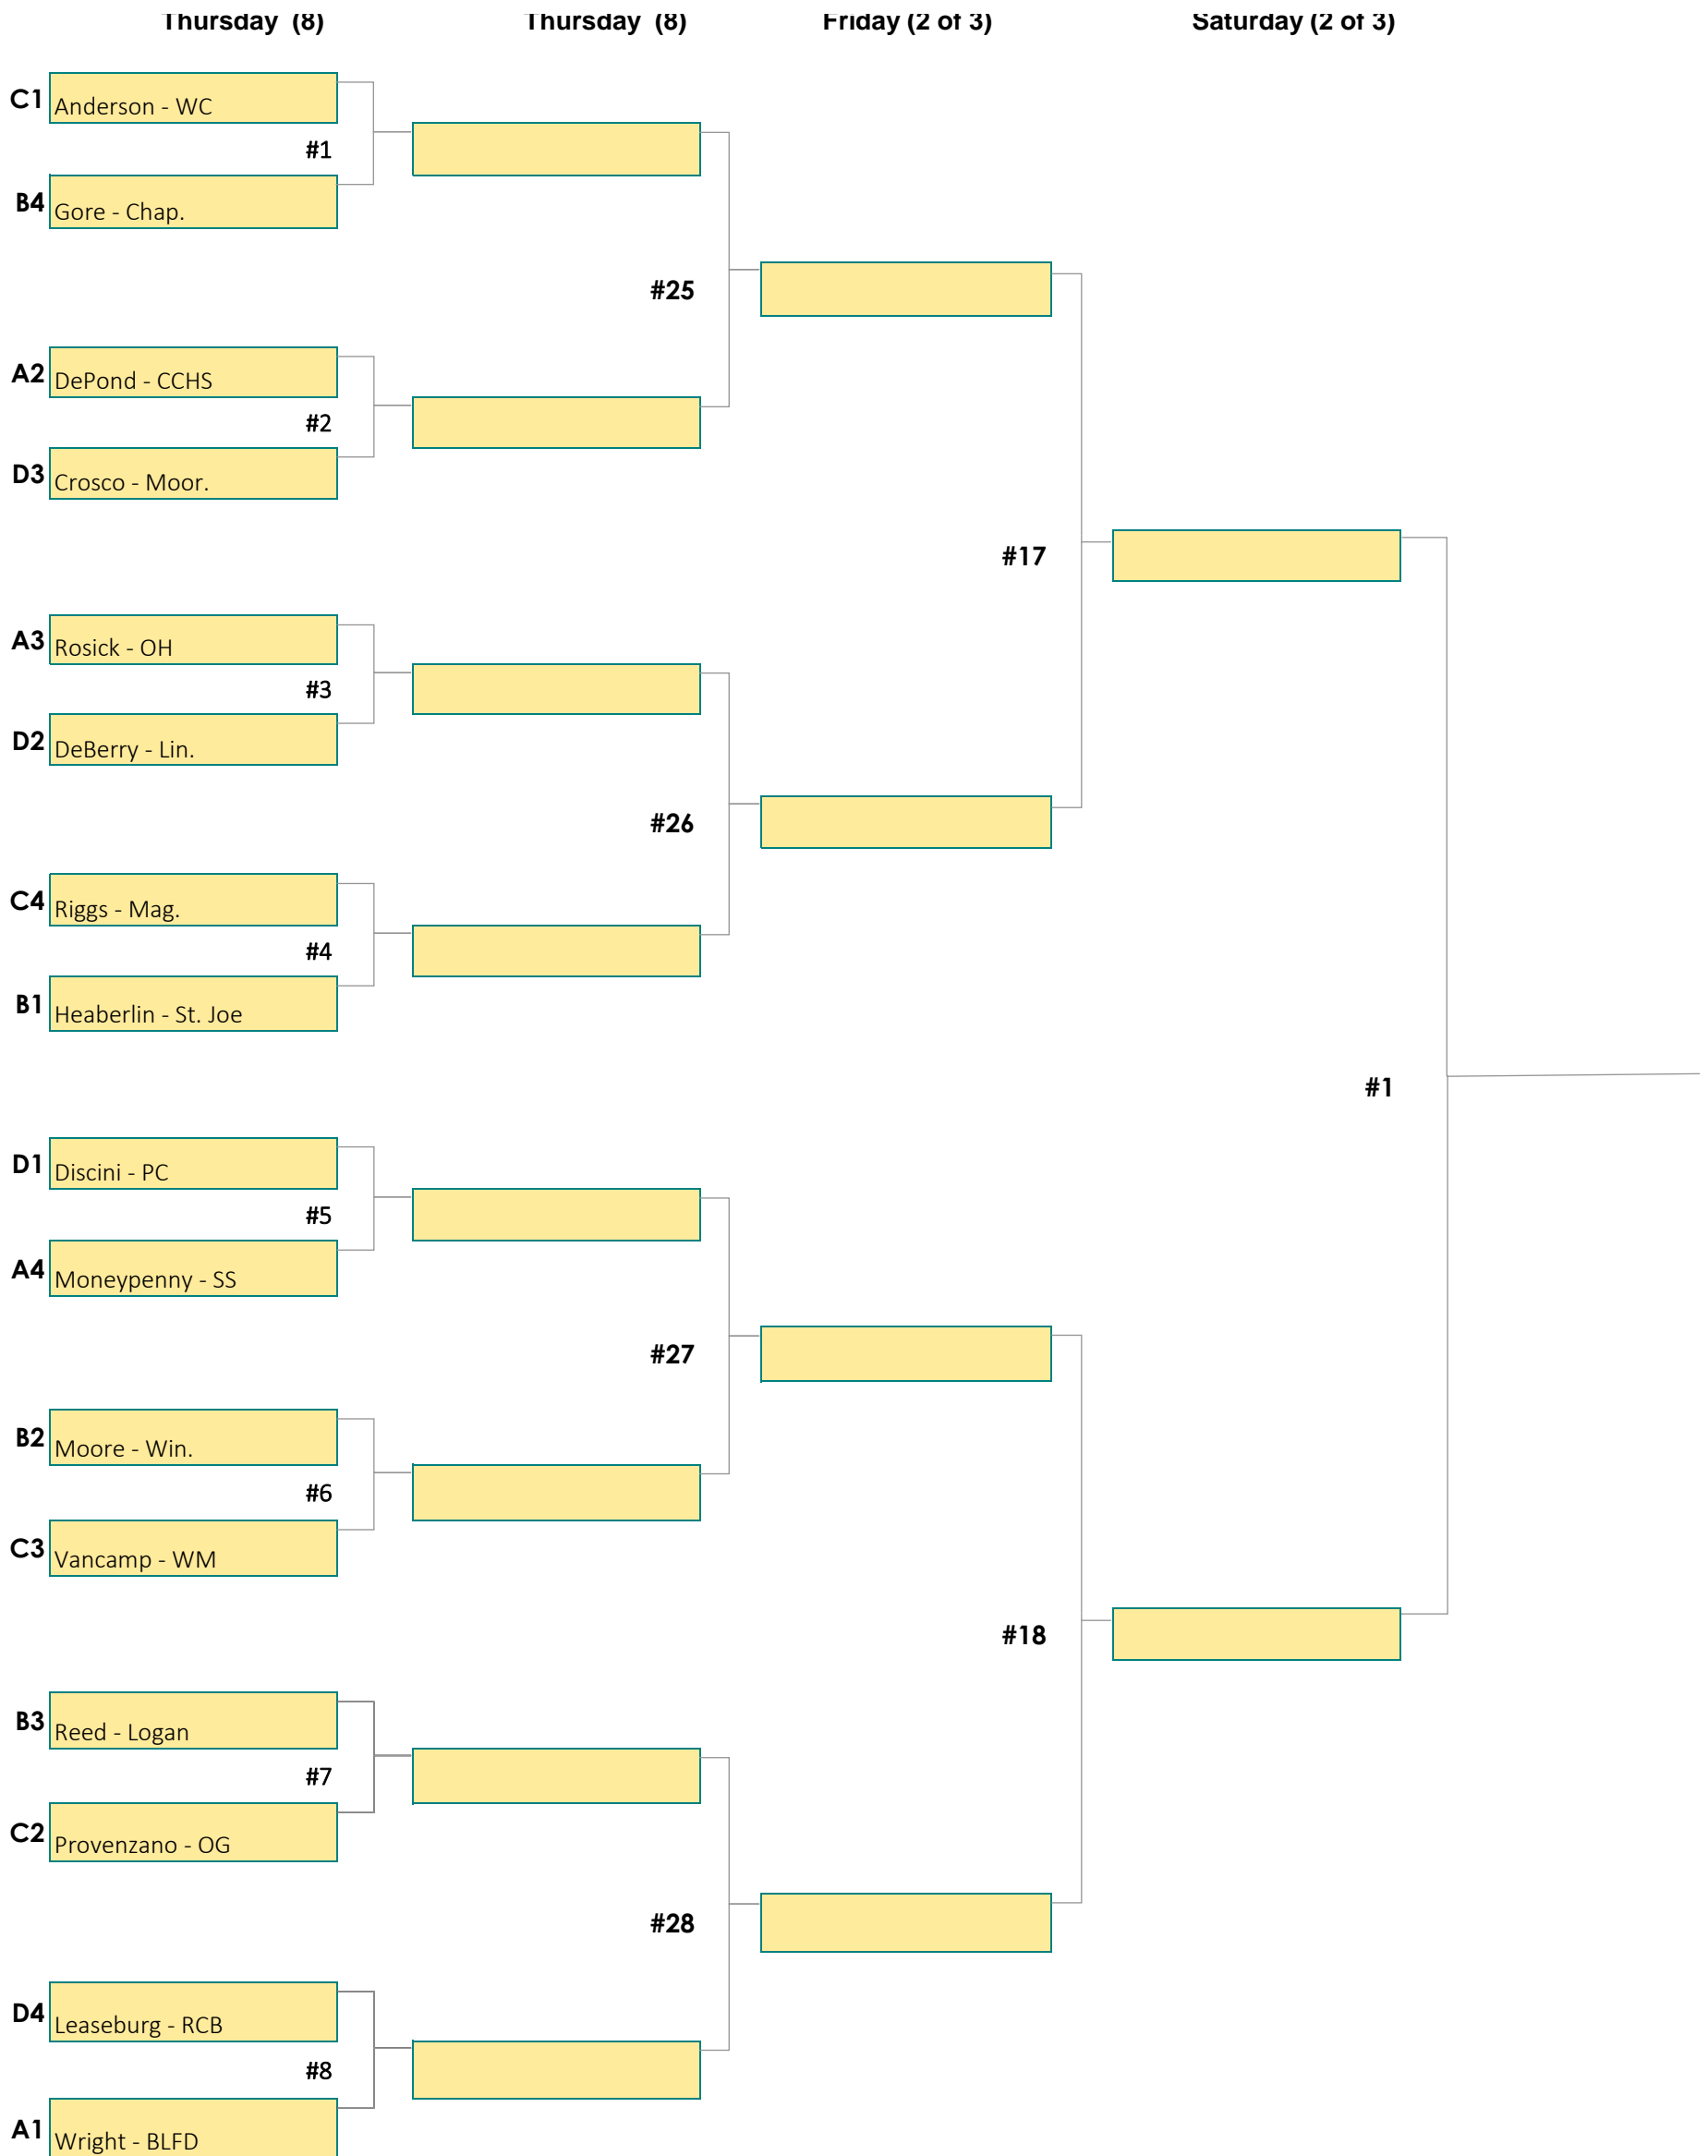 Thursday (8) Thursday (8) Friday (2 of 3) Saturday (2 of 3)
C1 Anderson - WC
#1
B4 Gore - Chap.
#25
A2 DePond - CCHS
#2
D3 Crosco - Moor.
#17
A3 Rosick - OH
#3
D2 DeBerry - Lin.
#26
C4 Riggs - Mag.
#4
B1 Heaberlin - St. Joe
#1
D1 Discini - PC
#5
A4 Moneypenny - SS
#27
B2 Moore - Win.
#6
C3 Vancamp - WM
#18
B3 Reed - Logan
#7
C2 Provenzano - OG
#28
D4 Leaseburg - RCB
#8
A1 Wright - BLFD